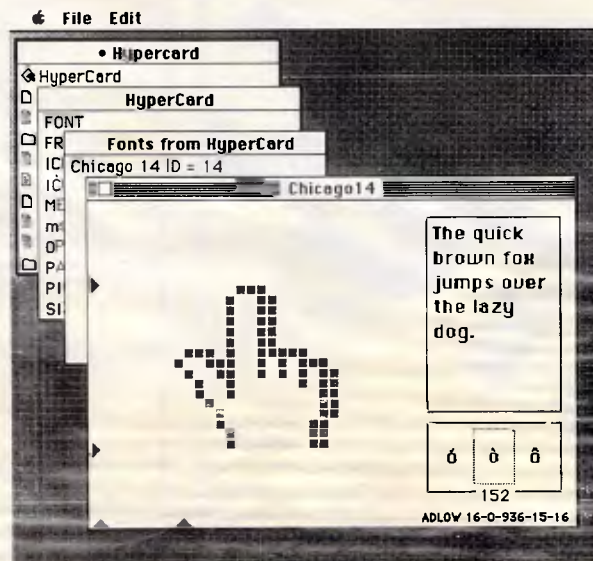 File Edit
• Hypercard
HyperCard
HyperCard
FONT
FR
Fonts from HyperCard
IC
Chicago 14 ID = 14
IC
Chicago14
ME
m
OP
PA
PI
SI
The quick
brown fox
jumps over
the lazy
dog.
ó ò ô
152
ADLOW 16-0-936-15-16